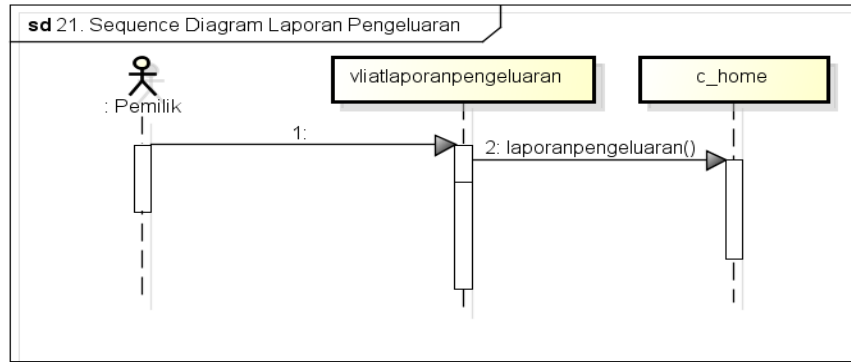 sd 21. Sequence Diagram Laporan Pengeluaran
vliatlaporanpengeluaran
c_home
: Pemilik
1:
2: laporanpengeluaran()